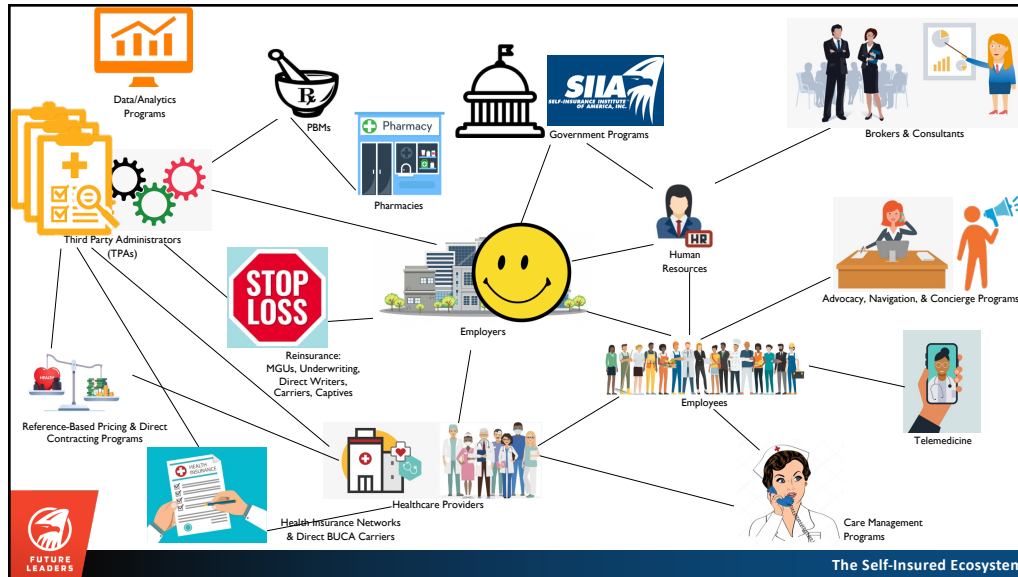 Data/Analytics
Programs
Rx
PBMs
Pharmacy
Pharmacies
SIIA
SELF-INSURANCE INSTITUTE
OF AMERICA, INC.
Government Programs
Brokers & Consultants
Third Party Administrators
(TPAs)
HR
Human
Resources
Advocacy, Navigation, & Concierge Programs
STOP
LOSS
Employers
Reinsurance:
MGUs, Underwriting,
Direct Writers,
Carriers, Captives
Employees
HEALTH
Reference-Based Pricing & Direct
Contracting Programs
Telemedicine
HEALTH
INSURANCE
Healthcare Providers
Health Insurance Networks
& Direct BUCA Carriers
Care Management
Programs
FUTURE
LEADERS
The Self-Insured Ecosystem